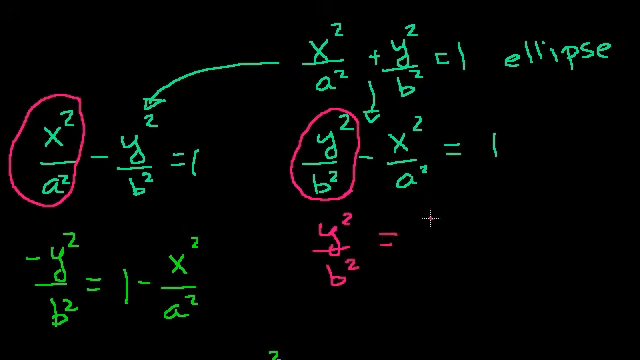 x²/a² + y²/b² = 1 ellipse
x²/a² - y²/b² = 1
y²/b² - x²/a² = 1
-y²/b² = 1 - x²/a²
y²/b² =
2